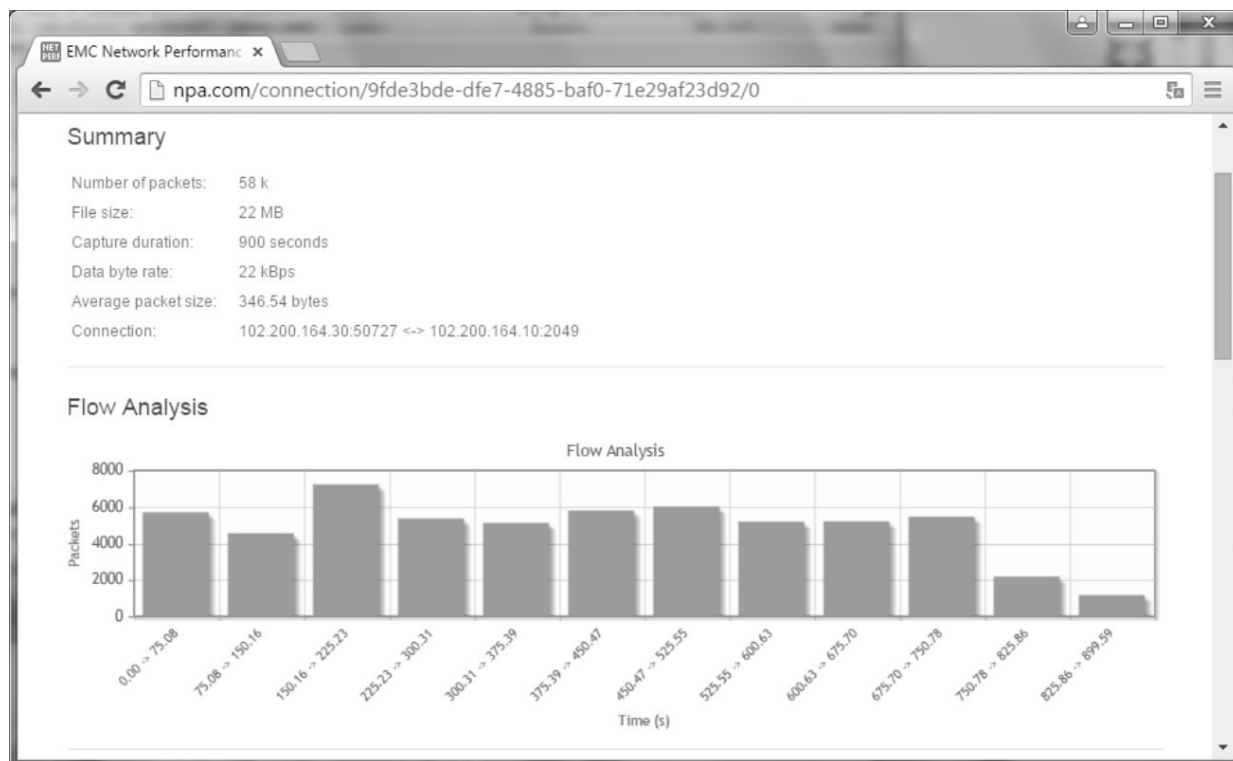 NET PERF EMC Network Performanc
npa.com/connection/9fde3bde-dfe7-4885-baf0-71e29af23d92/0
Summary
Number of packets: 58 k
File size: 22 MB
Capture duration: 900 seconds
Data byte rate: 22 kBps
Average packet size: 346.54 bytes
Connection: 102.200.164.30:50727 <-> 102.200.164.10:2049
Flow Analysis
Flow Analysis
8000
6000
4000
2000
0
Packets
0.00 -> 75.08
75.08 -> 150.16
150.16 -> 225.23
225.23 -> 300.31
300.31 -> 375.39
375.39 -> 450.47
450.47 -> 525.55
525.55 -> 600.63
600.63 -> 675.70
675.70 -> 750.78
750.78 -> 825.86
825.86 -> 899.59
Time (s)